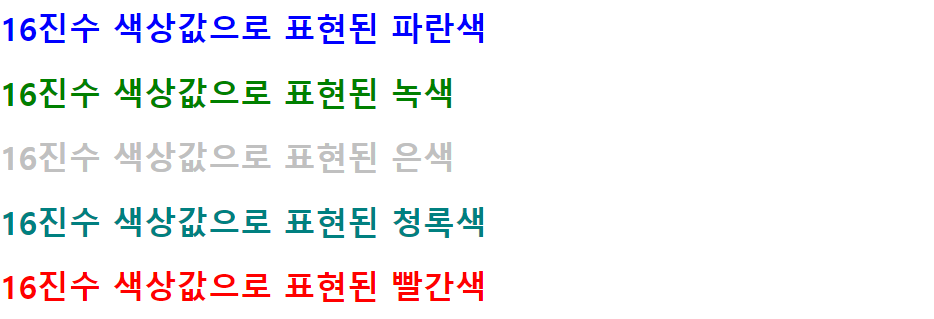 16진수 색상값으로 표현된 파란색
16진수 색상값으로 표현된 녹색
16진수 색상값으로 표현된 은색
16진수 색상값으로 표현된 청록색
16진수 색상값으로 표현된 빨간색